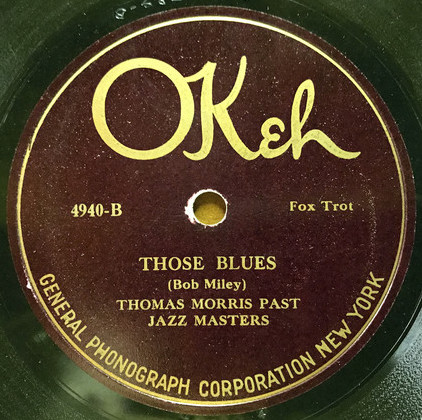 OKeh
4940-B
Fox Trot
THOSE BLUES
(Bob Miley)
THOMAS MORRIS PAST
JAZZ MASTERS
GENERAL PHONOGRAPH CORPORATION NEW YORK